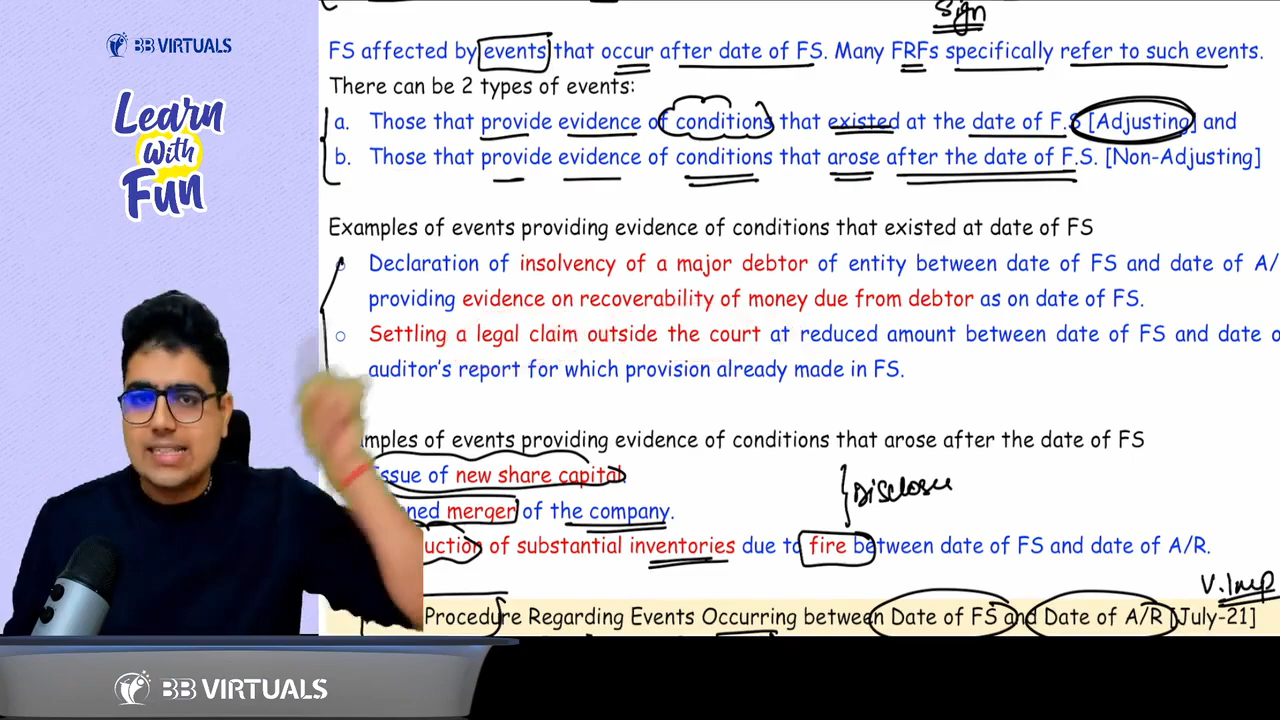 BB VIRTUALS
Learn
With
Fun
Sign
FS affected by events that occur after date of FS. Many FRFs specifically refer to such events.
There can be 2 types of events:
a. Those that provide evidence of conditions that existed at the date of F.S [Adjusting] and
b. Those that provide evidence of conditions that arose after the date of F.S. [Non-Adjusting]
Examples of events providing evidence of conditions that existed at date of FS
Declaration of insolvency of a major debtor of entity between date of FS and date of A/
providing evidence on recoverability of money due from debtor as on date of FS.
Settling a legal claim outside the court at reduced amount between date of FS and date o
auditor's report for which provision already made in FS.
mples of events providing evidence of conditions that arose after the date of FS
Issue of new share capital
Disclosure
ned merger of the company.
uction of substantial inventories due to fire between date of FS and date of A/R.
V. Imp
Procedure Regarding Events Occurring between Date of FS and Date of A/R [July-21]
BB VIRTUALS